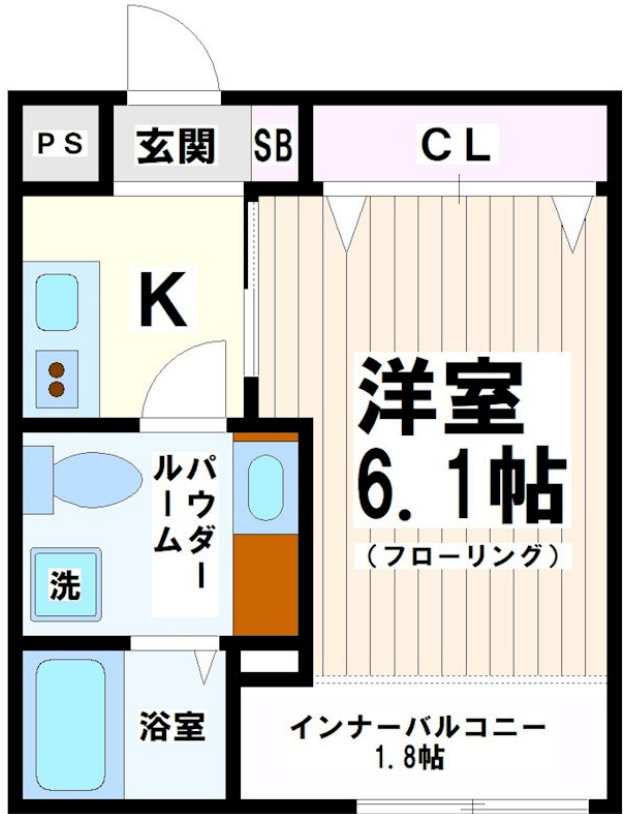 PS
玄関
SB
CL
K
洋室
6.1帖
(フローリング)
パウダー
ルーム
洗
浴室
インナーバルコニー
1.8帖